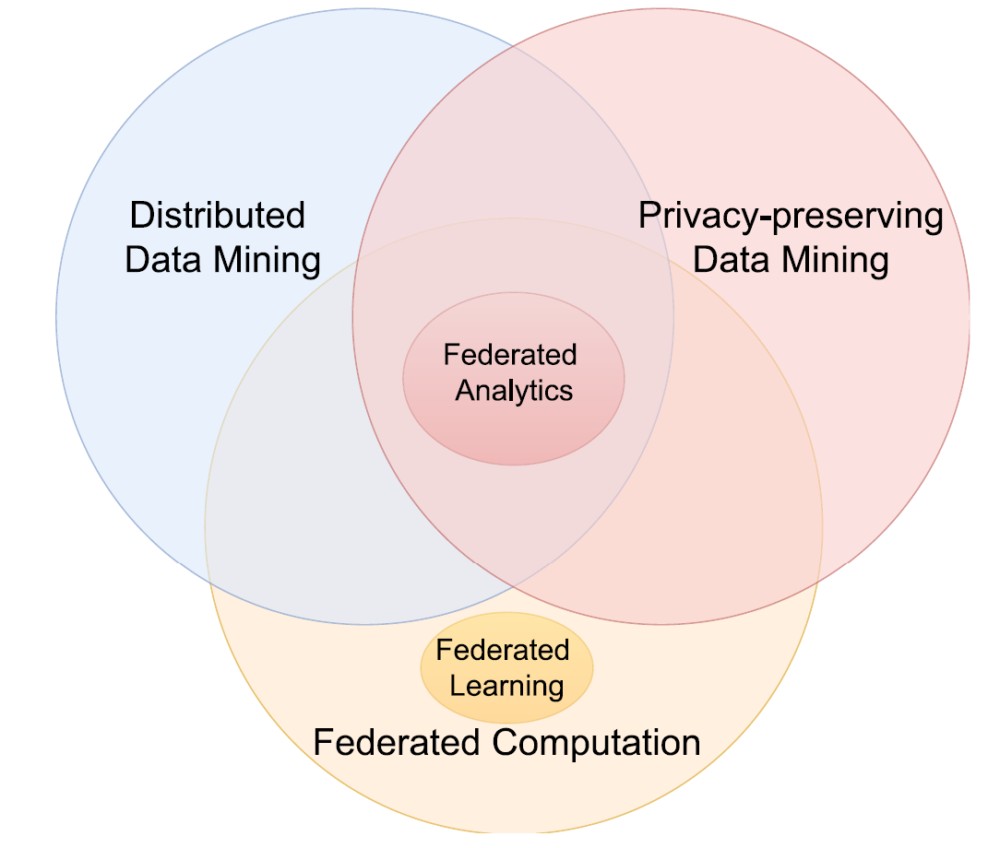 Distributed
Data Mining
Privacy-preserving
Data Mining
Federated
Analytics
Federated
Learning
Federated Computation